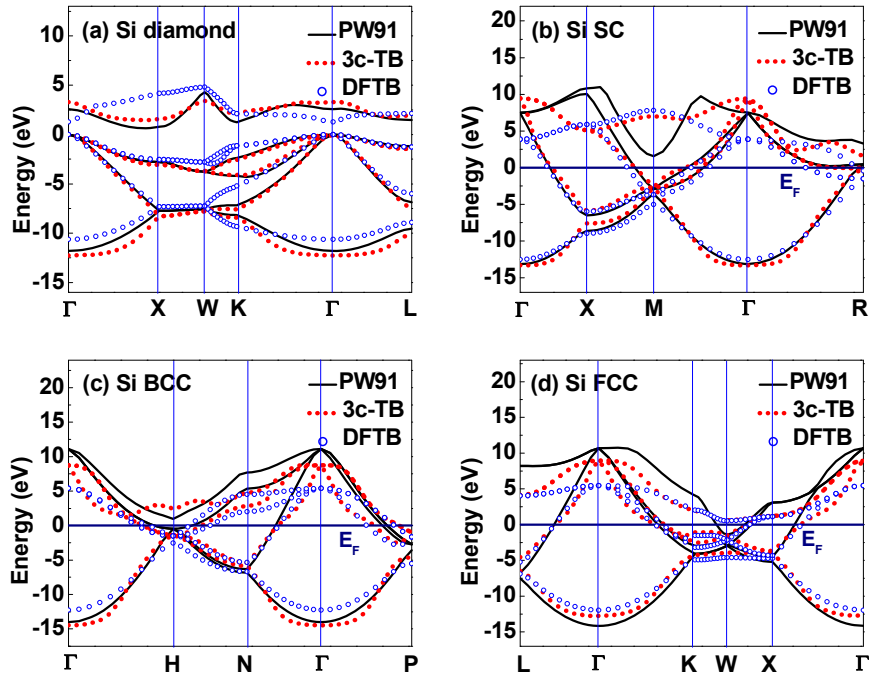 (a) Si diamond
PW91
3c-TB
DFTB
Energy (eV)
10
5
0
-5
-10
-15
Γ X W K Γ L
(b) Si SC
PW91
3c-TB
DFTB
E_F
Energy (eV)
20
15
10
5
0
-5
-10
-15
Γ X M Γ R
(c) Si BCC
PW91
3c-TB
DFTB
E_F
Energy (eV)
20
15
10
5
0
-5
-10
-15
Γ H N Γ P
(d) Si FCC
PW91
3c-TB
DFTB
E_F
Energy (eV)
20
15
10
5
0
-5
-10
-15
L Γ K W X Γ